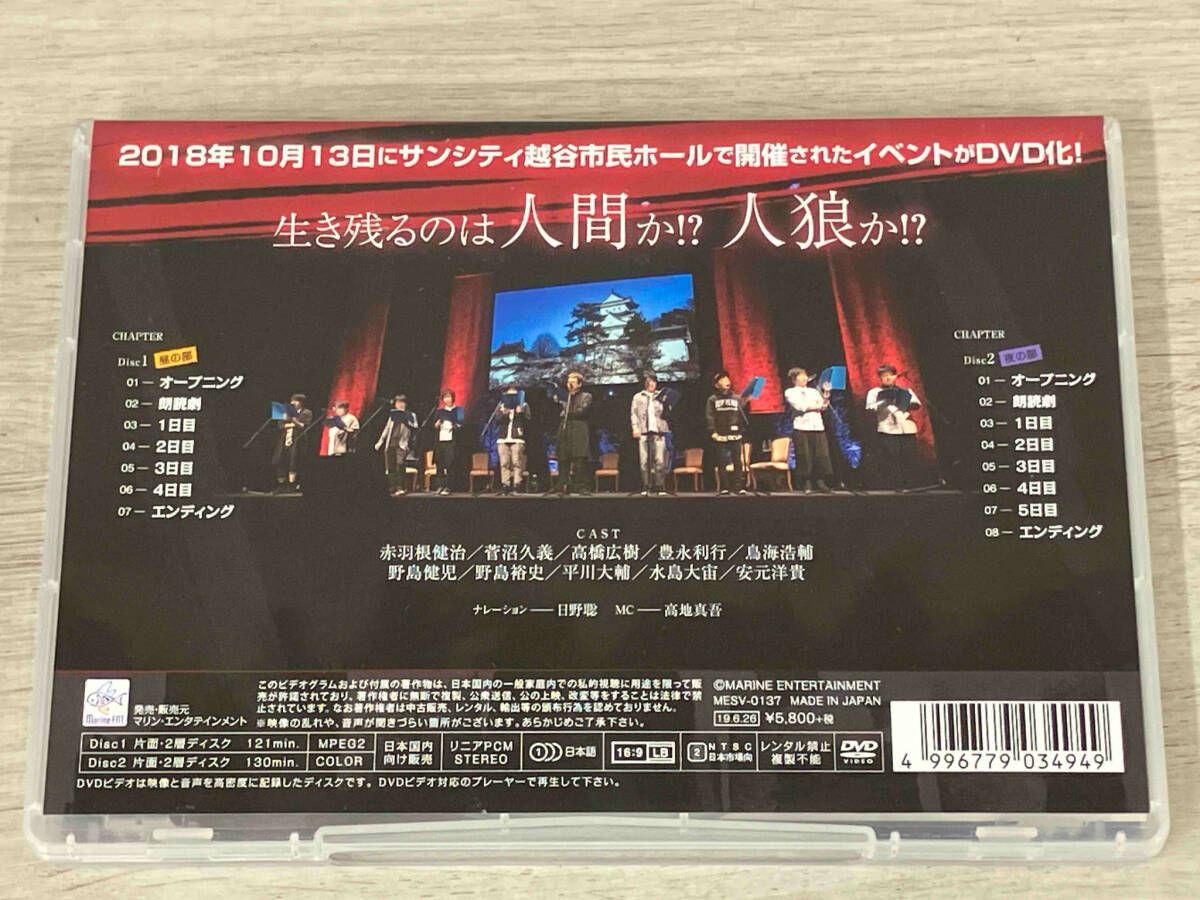 2018年10月13日にサンシティ越谷市民ホールで開催されたイベントがDVD化!
生き残るのは人間か!? 人狼か!?
CHAPTER
Disc1 昼の部
01 ─ オープニング
02 ─ 朗読劇
03 ─ 1日目
04 ─ 2日目
05 ─ 3日目
06 ─ 4日目
07 ─ エンディング
CHAPTER
Disc2 夜の部
01 ─ オープニング
02 ─ 朗読劇
03 ─ 1日目
04 ─ 2日目
05 ─ 3日目
06 ─ 4日目
07 ─ 5日目
08 ─ エンディング
CAST
赤羽根健治／菅沼久義／高橋広樹／豊永利行／鳥海浩輔
野島健児／野島裕史／平川大輔／水島大宙／安元洋貴
ナレーション ── 日野聡 MC ── 高地真吾
Marine ENT.
発売・販売元
マリン・エンタテインメント
このビデオグラムおよび付属の著作物は、日本国内の一般家庭内での私的視聴に用途を限って販
売が許諾されており、著作権者に無断で複製、公衆送信、公の上映、改変等をすることは法律で禁
止されています。なお著作権者は中古販売、レンタル、輸出等の頒布行為を認めておりません。
※映像の乱れや、音声が聞きづらい箇所がございます。あらかじめご了承下さい。
©MARINE ENTERTAINMENT
MESV-0137 MADE IN JAPAN
19.6.26 ¥5,800+税
Disc1 片面・2層ディスク 121min. MPEG2
Disc2 片面・2層ディスク 130min. COLOR
日本国内
向け販売
リニアPCM
STEREO
1))) 日本語
16:9 LB
2 NTSC
日本市場向
レンタル禁止
複製不能
DVD
VIDEO
4 996779 034949
DVDビデオは映像と音声を高密度に記録したディスクです。DVDビデオ対応のプレーヤーで再生して下さい。